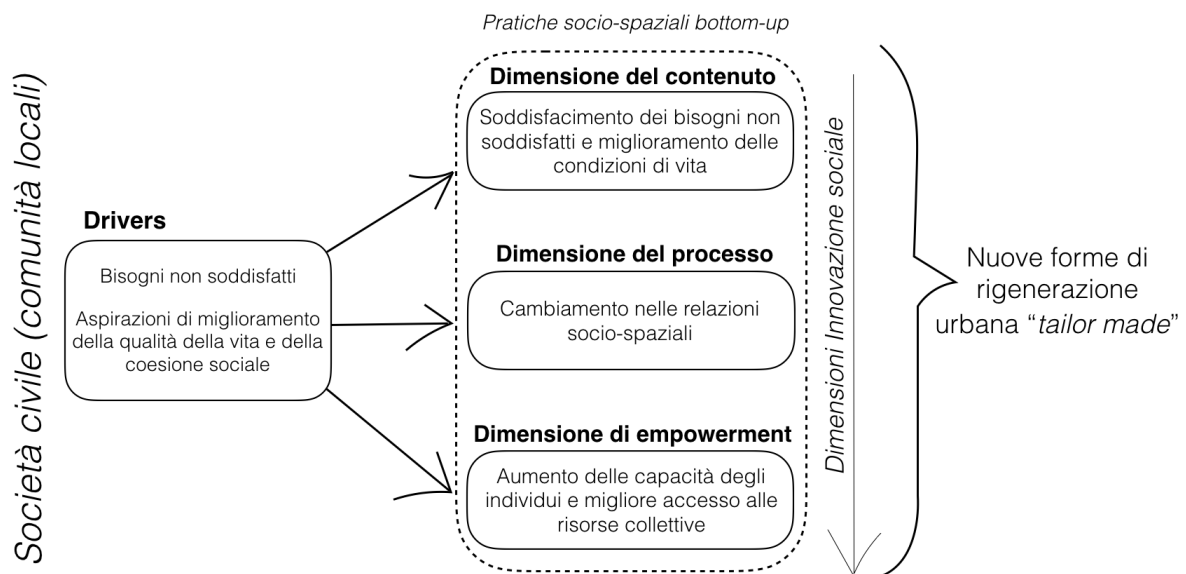 Società civile (comunità locali)
Drivers
Bisogni non soddisfatti
Aspirazioni di miglioramento
della qualità della vita e della
coesione sociale
Pratiche socio-spaziali bottom-up
Dimensione del contenuto
Soddisfacimento dei bisogni non
soddisfatti e miglioramento delle
condizioni di vita
Dimensione del processo
Cambiamento nelle relazioni
socio-spaziali
Dimensione di empowerment
Aumento delle capacità degli
individui e migliore accesso alle
risorse collettive
Dimensioni Innovazione sociale
Nuove forme di
rigenerazione
urbana “tailor made”